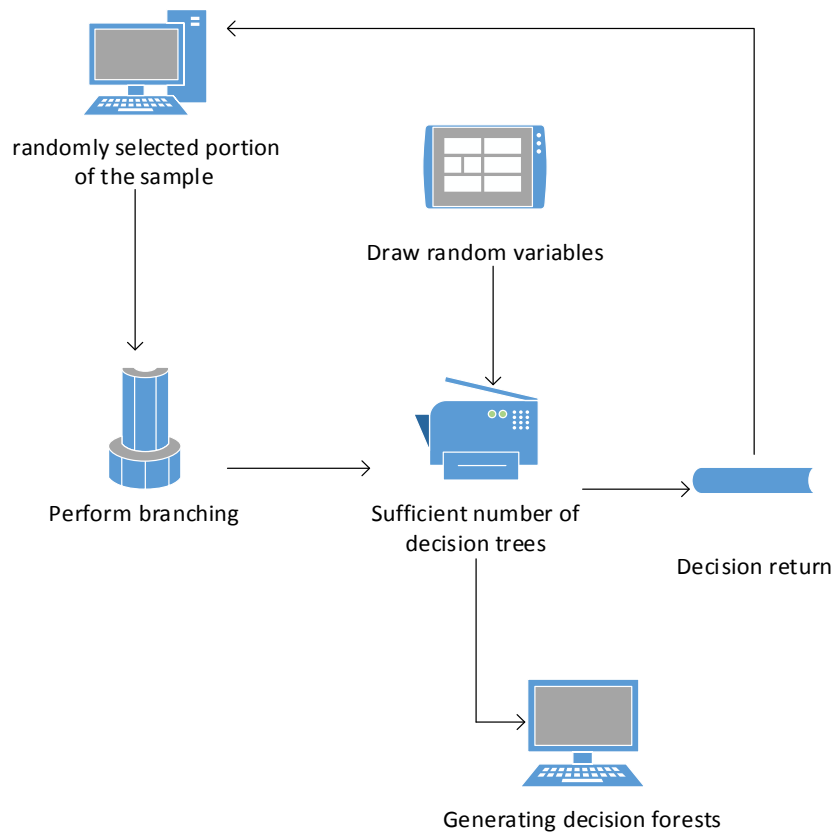 randomly selected portion
of the sample
Draw random variables
Perform branching
Sufficient number of
decision trees
Decision return
Generating decision forests